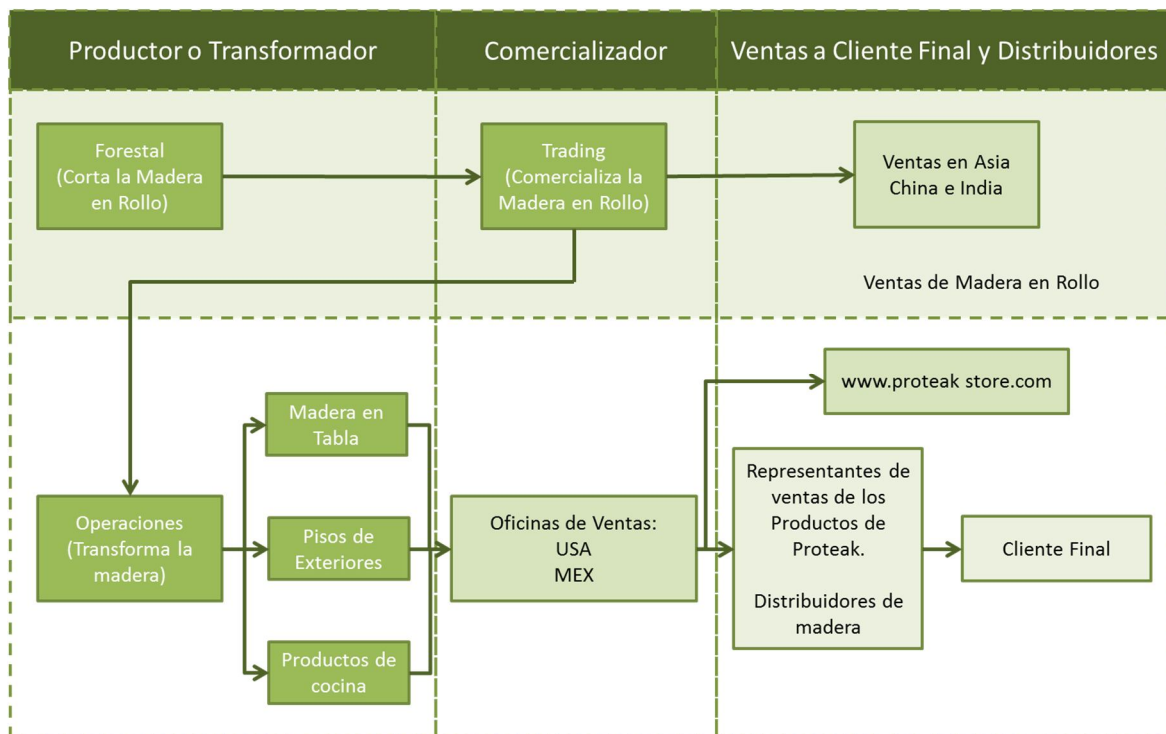 Productor o Transformador
Comercializador
Ventas a Cliente Final y Distribuidores
Forestal
(Corta la Madera
en Rollo)
Trading
(Comercializa la
Madera en Rollo)
Ventas en Asia
China e India
Ventas de Madera en Rollo
www.proteak store.com
Madera en
Tabla
Operaciones
(Transforma la
madera)
Pisos de
Exteriores
Productos de
cocina
Oficinas de Ventas:
USA
MEX
Representantes de
ventas de los
Productos de
Proteak.
Distribuidores de
madera
Cliente Final